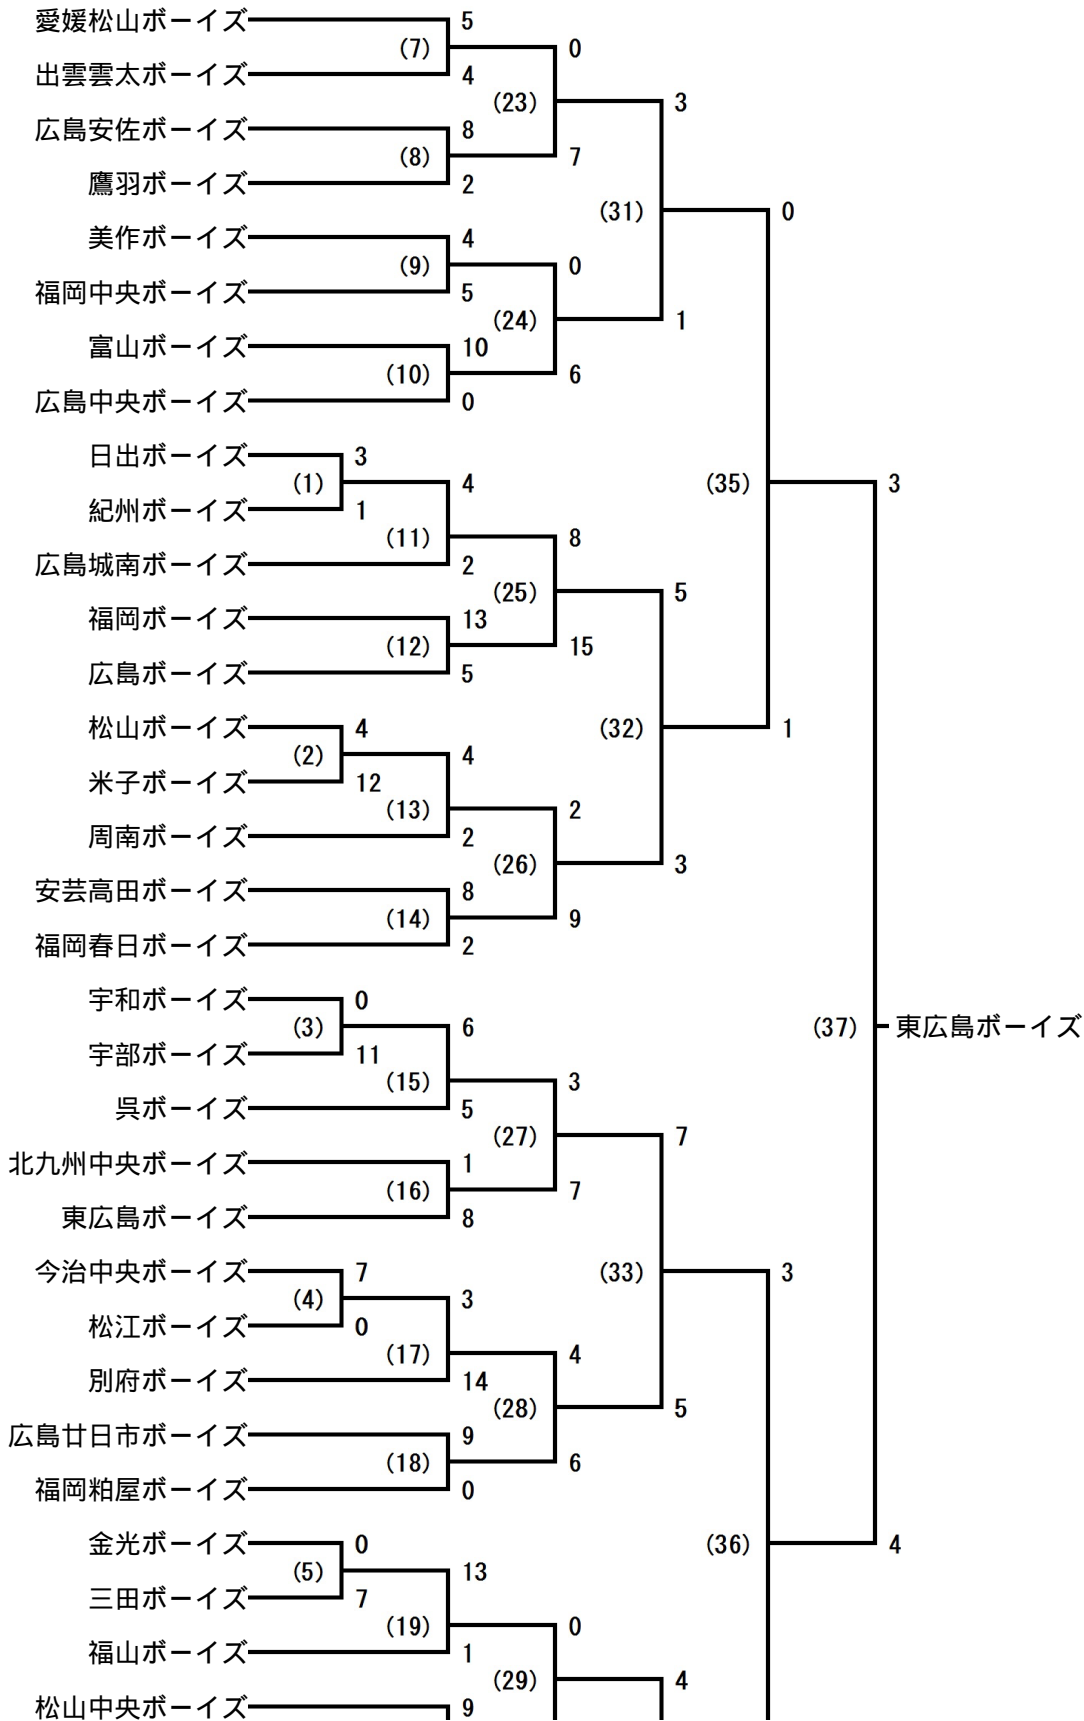 愛媛松山ボーイズ 5
(7) 0
出雲雲太ボーイズ 4
(23) 3
広島安佐ボーイズ 8
(8) 7
鷹羽ボーイズ 2
(31) 0
美作ボーイズ 4
(9) 0
福岡中央ボーイズ 5
(24) 1
富山ボーイズ 10
(10) 6
広島中央ボーイズ 0
日出ボーイズ 3
(1) 4 (35) 3
紀州ボーイズ 1
(11) 8
広島城南ボーイズ 2
(25) 5
福岡ボーイズ 13
(12) 15
広島ボーイズ 5
松山ボーイズ 4 (32) 1
(2) 4
米子ボーイズ 12
(13) 2
周南ボーイズ 2
(26) 3
安芸高田ボーイズ 8
(14) 9
福岡春日ボーイズ 2
宇和ボーイズ 0
(3) 6 (37) 東広島ボーイズ
宇部ボーイズ 11
(15) 3
呉ボーイズ 5
(27) 7
北九州中央ボーイズ 1
(16) 7
東広島ボーイズ 8
今治中央ボーイズ 7 (33) 3
(4) 3
松江ボーイズ 0
(17) 4
別府ボーイズ 14
(28) 5
広島廿日市ボーイズ 9
(18) 6
福岡粕屋ボーイズ 0
金光ボーイズ 0 (36) 4
(5) 13
三田ボーイズ 7
(19) 0
福山ボーイズ 1
(29) 4
松山中央ボーイズ 9